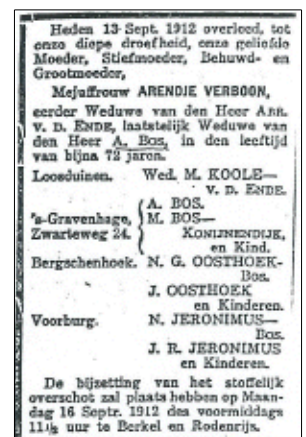 Heden 13 Sept. 1912 overleed, tot
onze diepe droefheid, onze geliefde
Moeder, Stiefmoeder, Behuwd- en
Grootmoeder,
Mejuffrouw ARENDJE VERBOON,
eerder Weduwe van den Heer ARR.
v. D. ENDE, laatstelijk Weduwe van
den Heer A. BOS, in den leeftijd
van bijna 72 jaren.
Loosduinen. Wed. M. KOOLE—
V. D. ENDE.
A. BOS.
's-Gravenhage, M. BOS—
Zwarteweg 24. KONIJNENDIJK,
en Kind.
Bergschenhoek. N. G. OOSTHOEK-
BOS.
J. OOSTHOEK
en Kinderen.
Voorburg. N. JERONIMUS—
BOS.
J. R. JERONIMUS
en Kinderen.
De bijzetting van het stoffelijk
overschot zal plaats hebben op Maan-
dag 16 Septr. 1912 des voormiddags
11½ uur te Berkel en Rodenrijs.